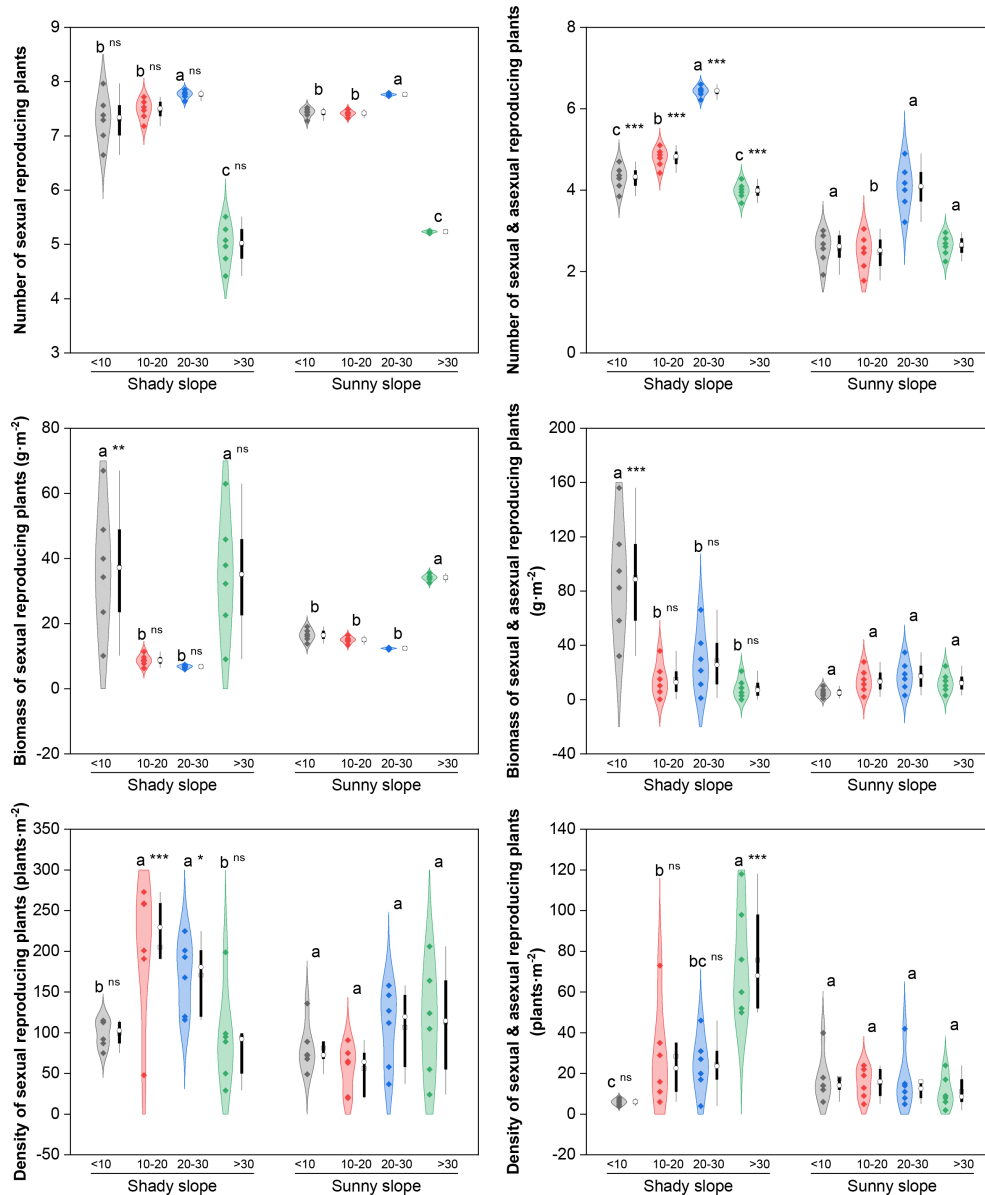 Number of sexual reproducing plants
9
8
7
6
5
4
3
b ns
b ns
a ns
c ns
b
b
a
c
<10
10-20
20-30
>30
<10
10-20
20-30
>30
Shady slope
Sunny slope
Number of sexual & asexual reproducing plants
8
6
4
2
0
c ***
b ***
a ***
c ***
a
b
a
a
<10
10-20
20-30
>30
<10
10-20
20-30
>30
Shady slope
Sunny slope
Biomass of sexual reproducing plants (g·m-2)
80
60
40
20
0
-20
a **
b ns
b ns
a ns
b
b
b
a
<10
10-20
20-30
>30
<10
10-20
20-30
>30
Shady slope
Sunny slope
Biomass of sexual & asexual reproducing plants
(g·m-2)
200
160
120
80
40
0
-40
a ***
b ns
b ns
b ns
a
a
a
a
<10
10-20
20-30
>30
<10
10-20
20-30
>30
Shady slope
Sunny slope
Density of sexual reproducing plants (plants·m-2)
350
300
250
200
150
100
50
0
-50
b ns
a ***
a *
b ns
a
a
a
a
<10
10-20
20-30
>30
<10
10-20
20-30
>30
Shady slope
Sunny slope
Density of sexual & asexual reproducing plants
(plants·m-2)
140
120
100
80
60
40
20
0
-20
c ns
b ns
bc ns
a ***
a
a
a
a
<10
10-20
20-30
>30
<10
10-20
20-30
>30
Shady slope
Sunny slope